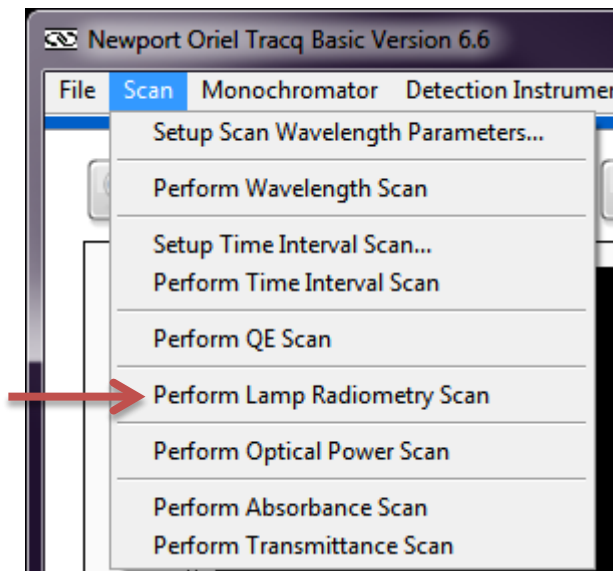 Newport Oriel Tracq Basic Version 6.6
File Scan Monochromator Detection Instrumen
Setup Scan Wavelength Parameters...
Perform Wavelength Scan
Setup Time Interval Scan...
Perform Time Interval Scan
Perform QE Scan
Perform Lamp Radiometry Scan
Perform Optical Power Scan
Perform Absorbance Scan
Perform Transmittance Scan